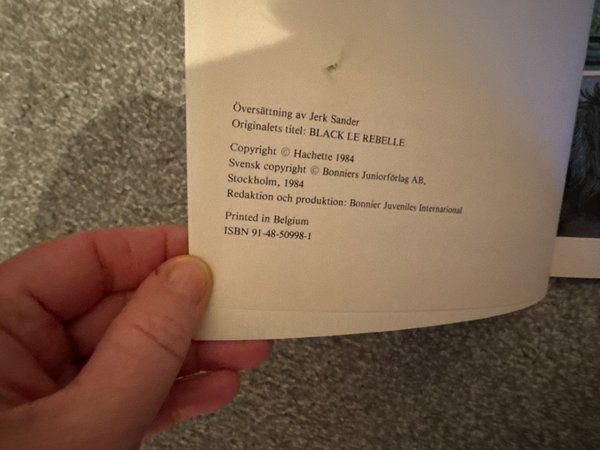 Översättning av Jerk Sander
Originalets titel: BLACK LE REBELLE
Copyright © Hachette 1984
Svensk copyright © Bonniers Juniorförlag AB,
Stockholm, 1984
Redaktion och produktion: Bonnier Juveniles International
Printed in Belgium
ISBN 91-48-50998-1